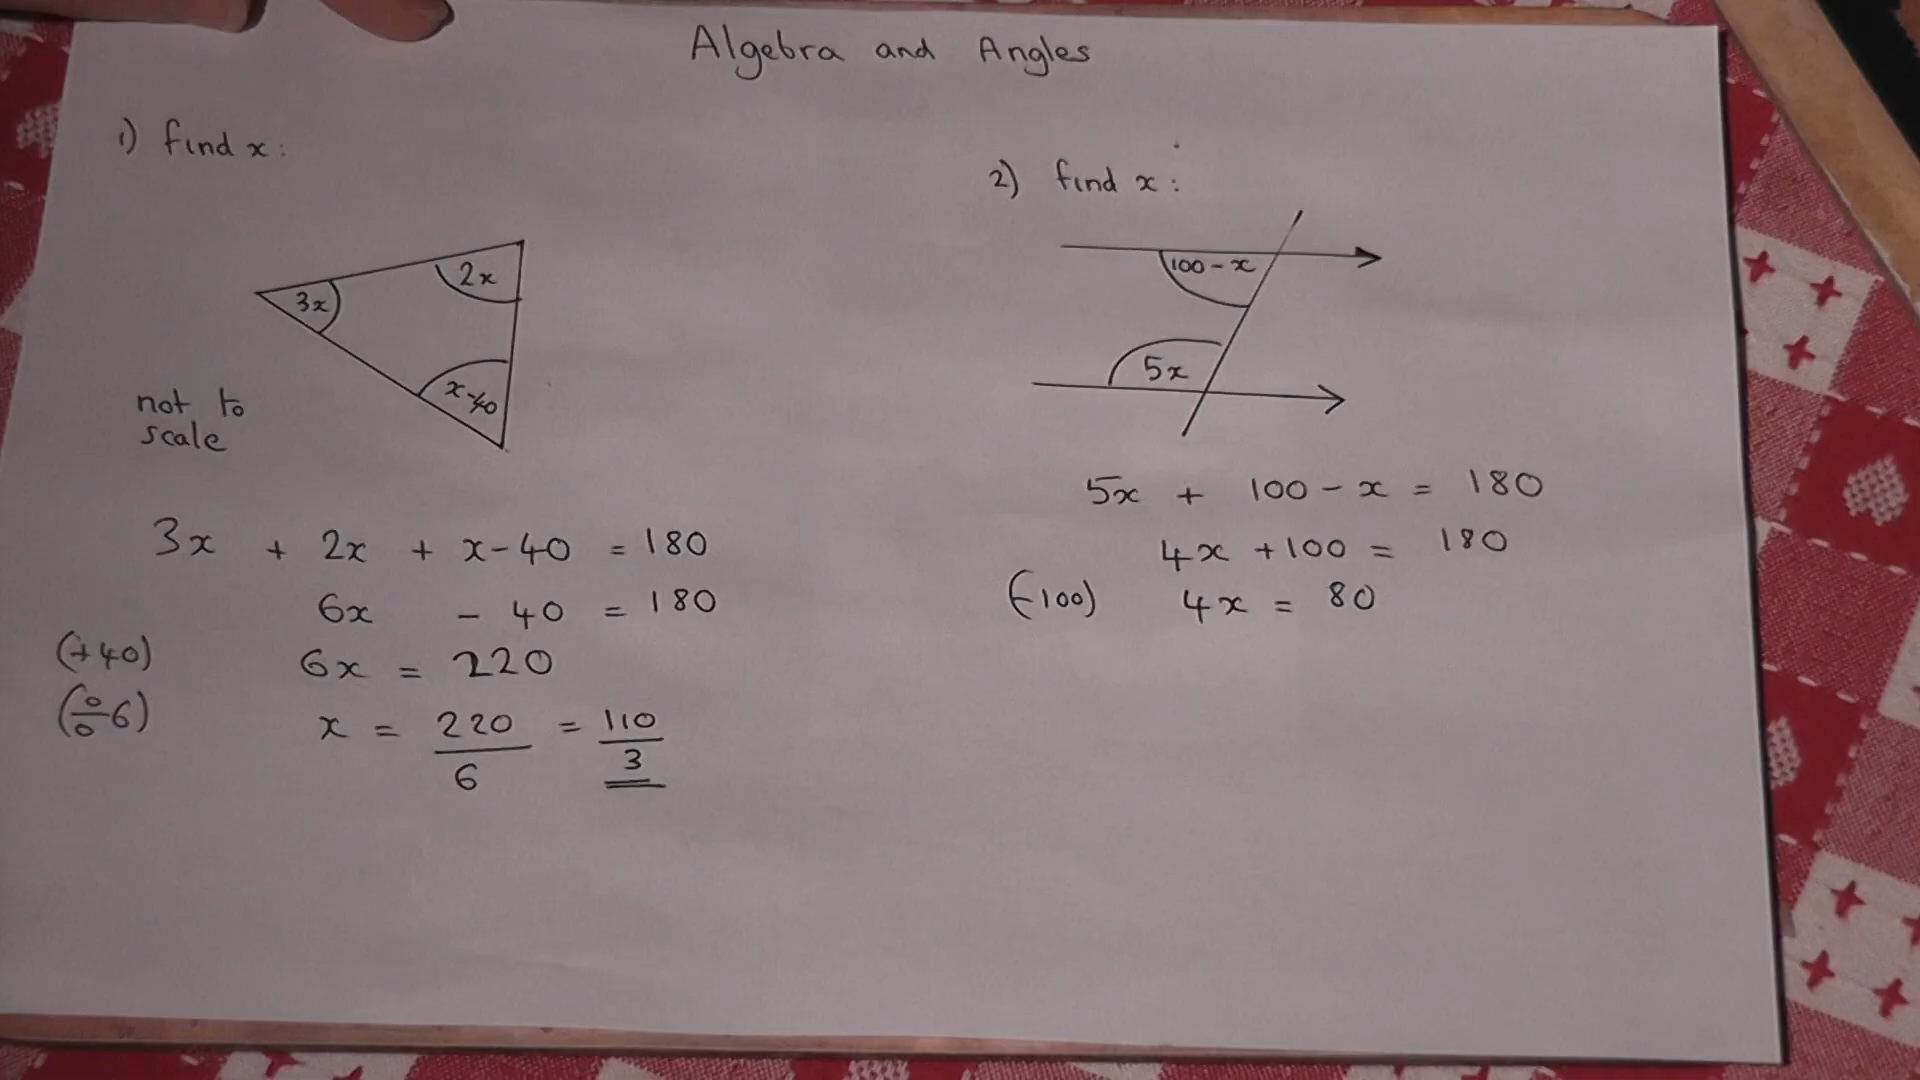 Algebra and Angles
1) find x:
3x
2x
x-40
not to
scale
3x + 2x + x-40 = 180
6x - 40 = 180
(+40) 6x = 220
(÷6) x = 220/6 = 110/3
2) find x:
100-x
5x
5x + 100-x = 180
4x +100 = 180
(-100) 4x = 80